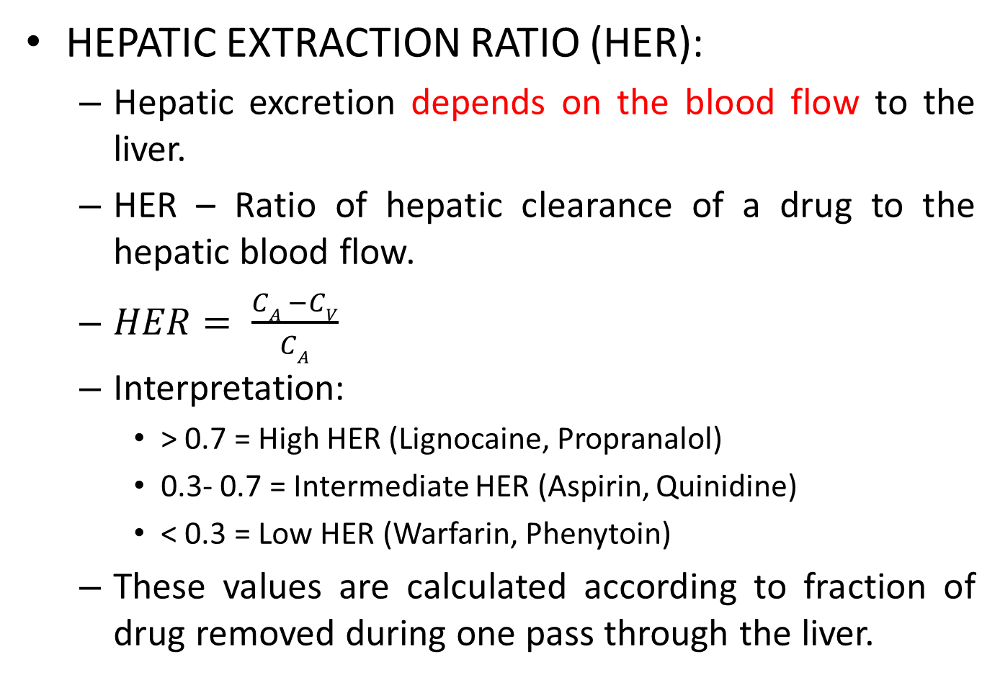 • HEPATIC EXTRACTION RATIO (HER):
– Hepatic excretion depends on the blood flow to the
liver.
– HER – Ratio of hepatic clearance of a drug to the
hepatic blood flow.
– HER = (C_A – C_V) / C_A
– Interpretation:
• > 0.7 = High HER (Lignocaine, Propranalol)
• 0.3- 0.7 = Intermediate HER (Aspirin, Quinidine)
• < 0.3 = Low HER (Warfarin, Phenytoin)
– These values are calculated according to fraction of
drug removed during one pass through the liver.